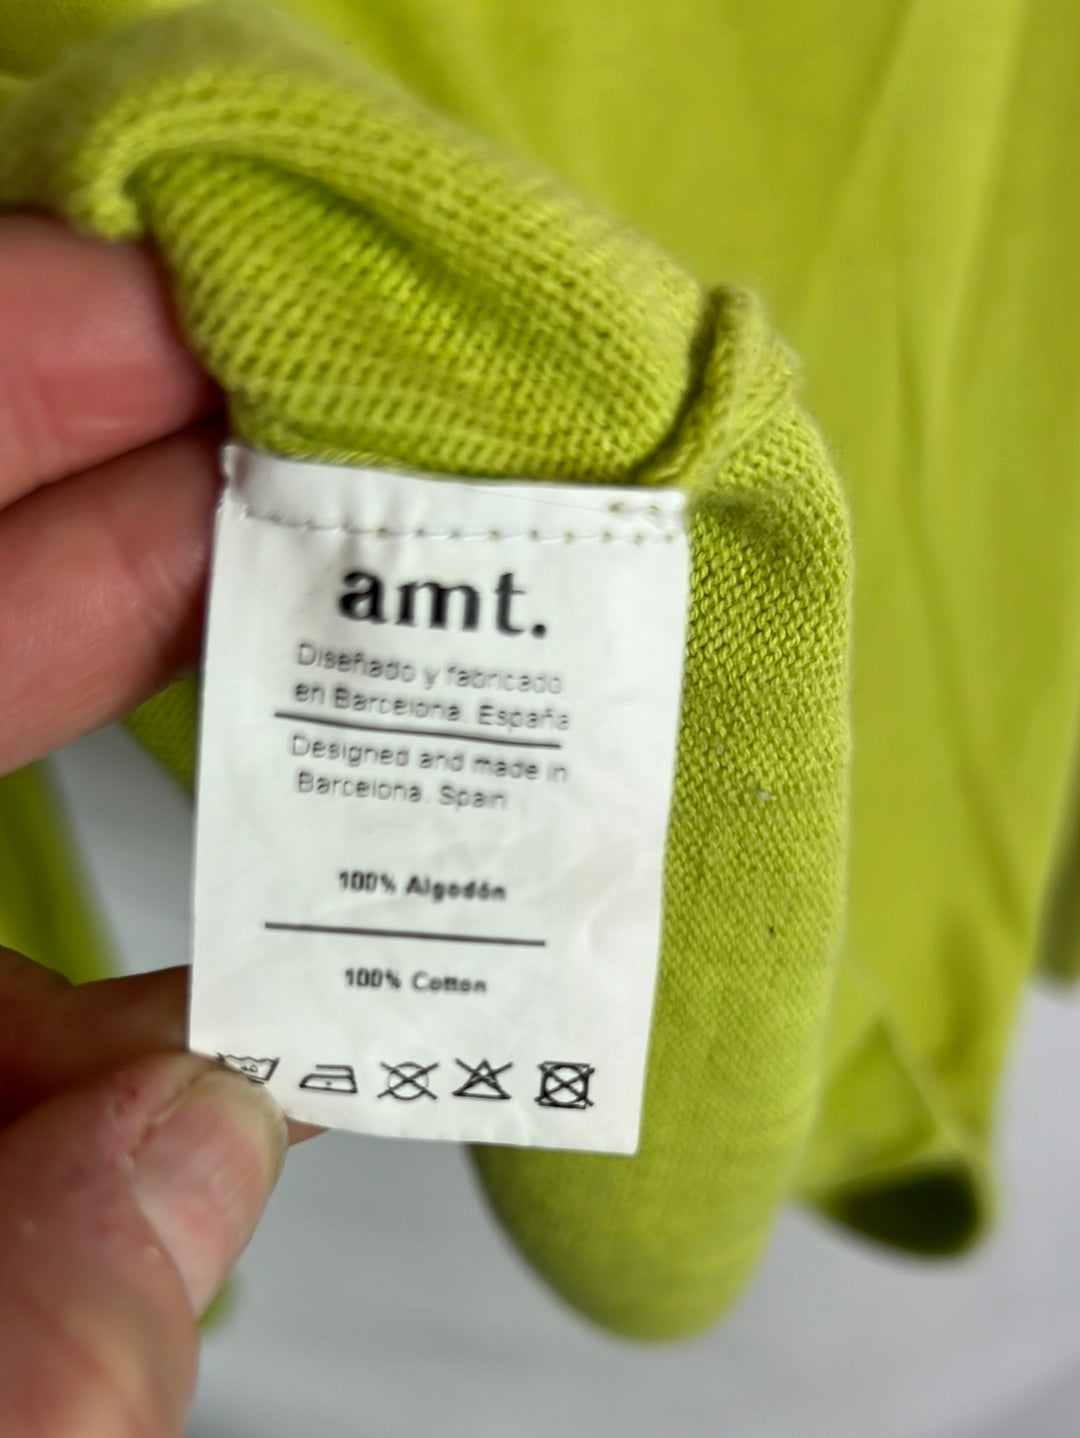 amt.
Diseñado y fabricado
en Barcelona. España
Designed and made in
Barcelona. Spain
100% Algodón
100% Cotton